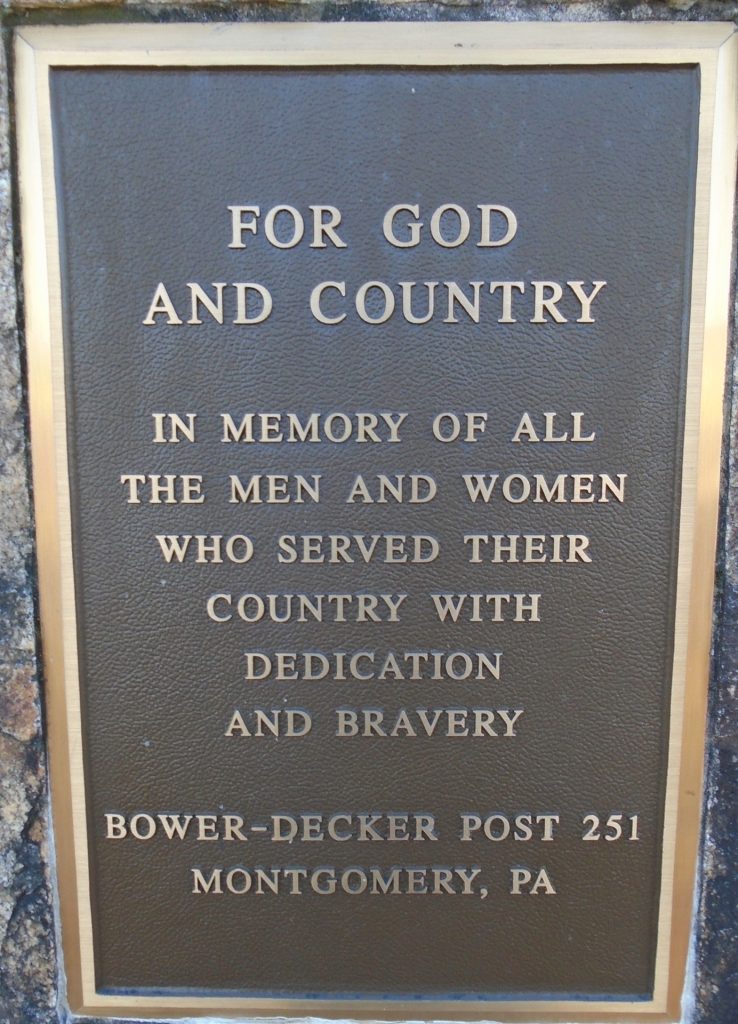 FOR GOD
AND COUNTRY
IN MEMORY OF ALL
THE MEN AND WOMEN
WHO SERVED THEIR
COUNTRY WITH
DEDICATION
AND BRAVERY
BOWER-DECKER POST 251
MONTGOMERY, PA